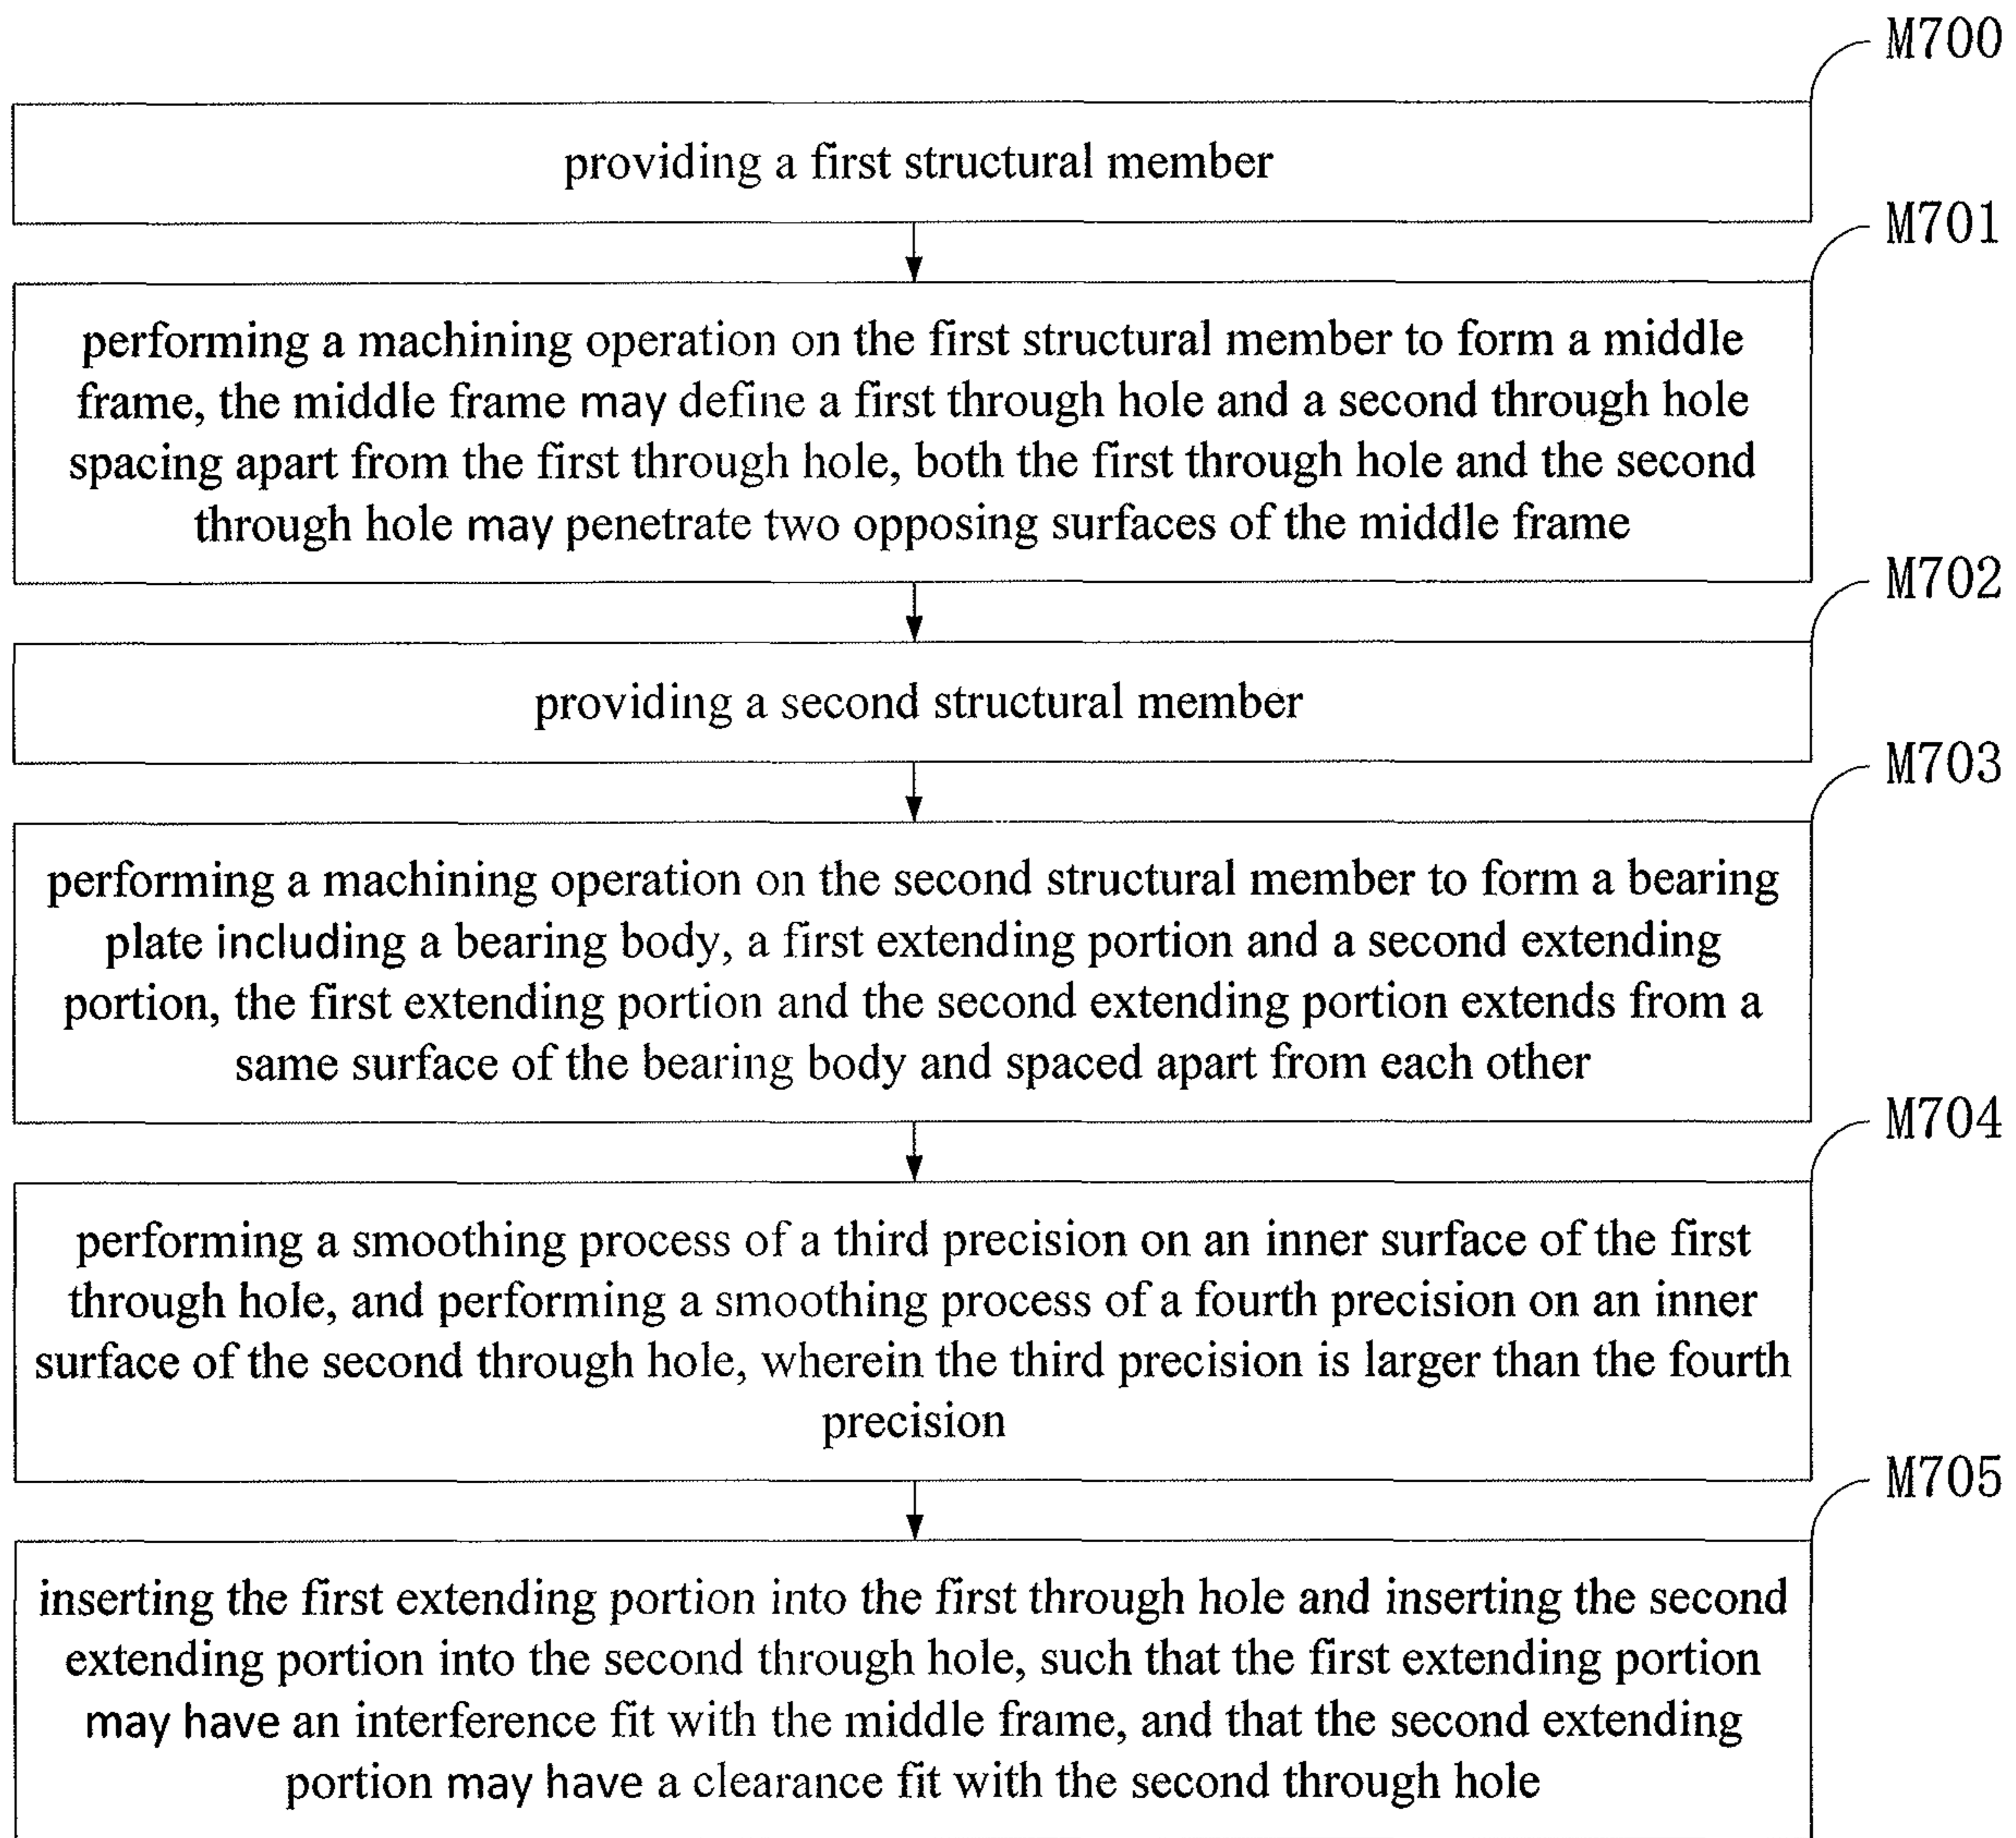 M700
providing a first structural member
M701
performing a machining operation on the first structural member to form a middle
frame, the middle frame may define a first through hole and a second through hole
spacing apart from the first through hole, both the first through hole and the second
through hole may penetrate two opposing surfaces of the middle frame
M702
providing a second structural member
M703
performing a machining operation on the second structural member to form a bearing
plate including a bearing body, a first extending portion and a second extending
portion, the first extending portion and the second extending portion extends from a
same surface of the bearing body and spaced apart from each other
M704
performing a smoothing process of a third precision on an inner surface of the first
through hole, and performing a smoothing process of a fourth precision on an inner
surface of the second through hole, wherein the third precision is larger than the fourth
precision
M705
inserting the first extending portion into the first through hole and inserting the second
extending portion into the second through hole, such that the first extending portion
may have an interference fit with the middle frame, and that the second extending
portion may have a clearance fit with the second through hole